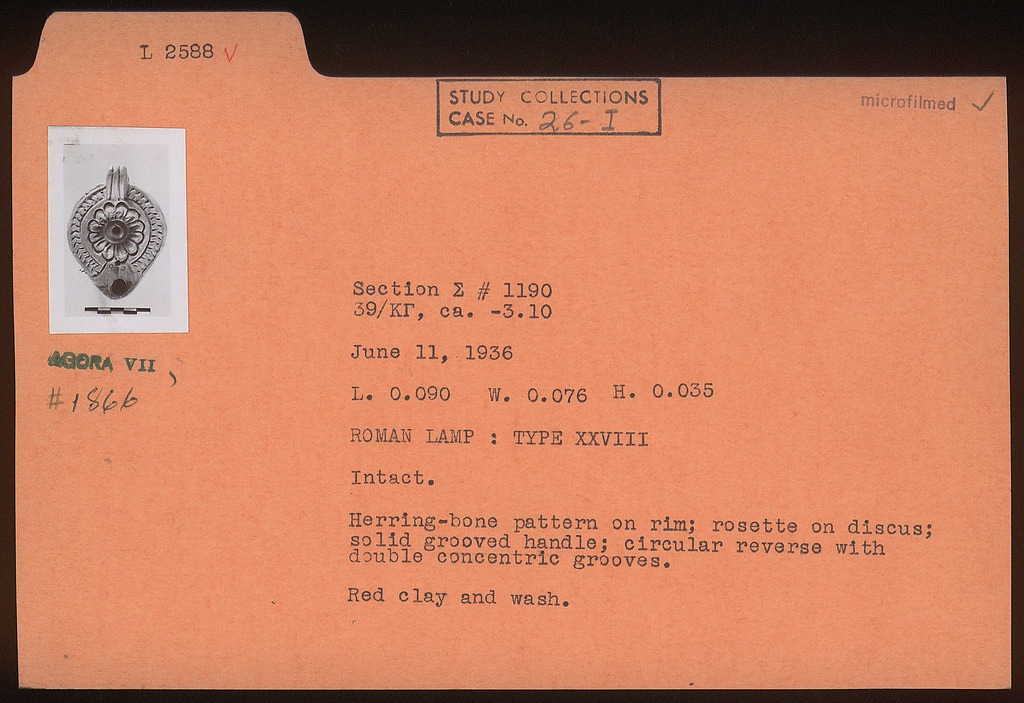 L 2588 V
STUDY COLLECTIONS
CASE No. 26-I
microfilmed ✓
AGORA VII,
#1866
Section Σ # 1190
39/ΚΓ, ca. -3.10
June 11, 1936
L. 0.090 W. 0.076 H. 0.035
ROMAN LAMP : TYPE XXVIII
Intact.
Herring-bone pattern on rim; rosette on discus;
solid grooved handle; circular reverse with
double concentric grooves.
Red clay and wash.